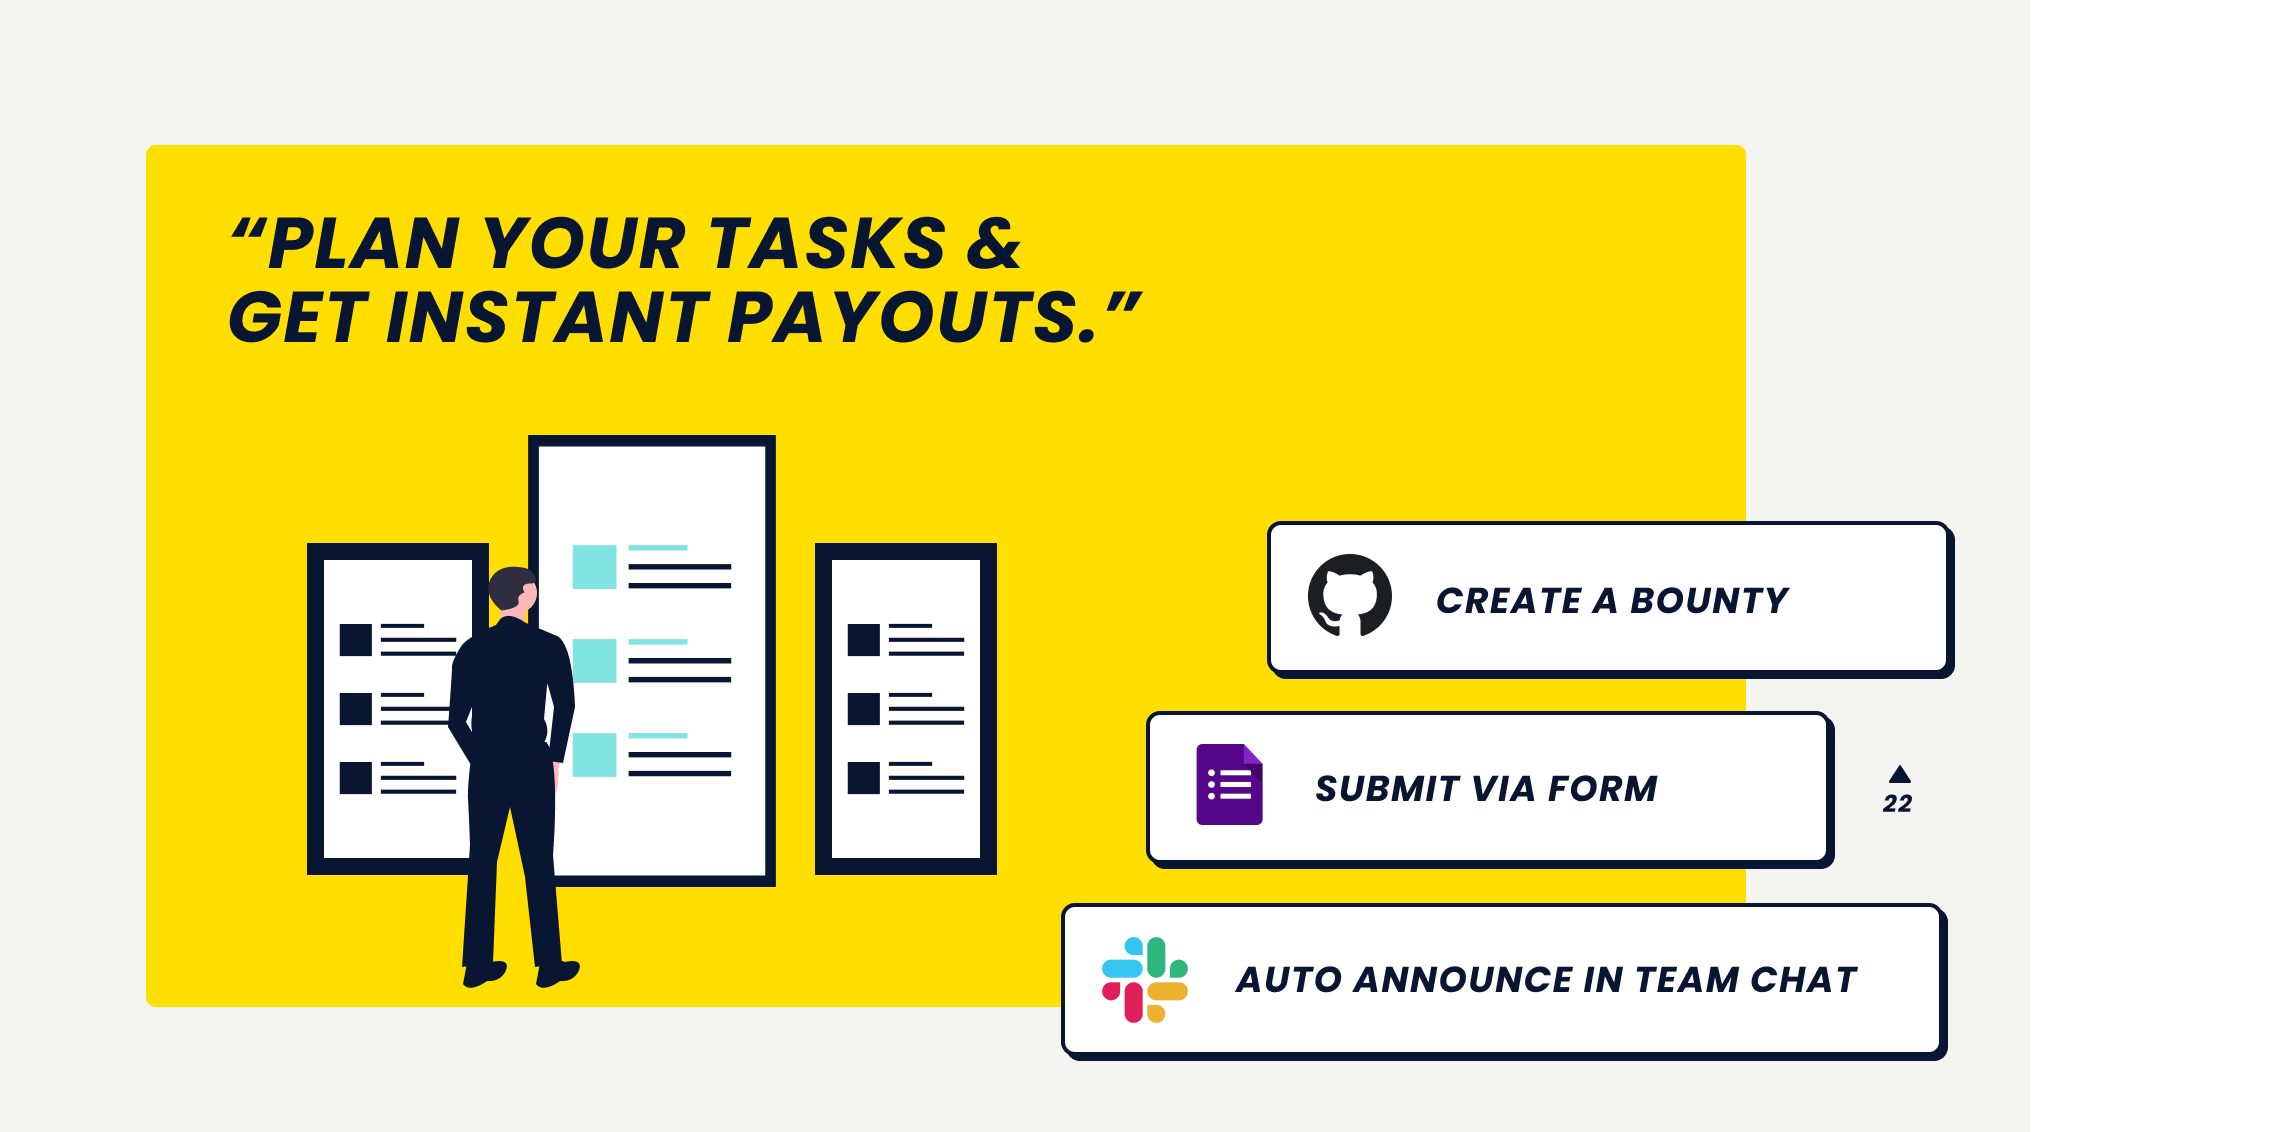 “PLAN YOUR TASKS &
GET INSTANT PAYOUTS.”
CREATE A BOUNTY
SUBMIT VIA FORM
22
AUTO ANNOUNCE IN TEAM CHAT